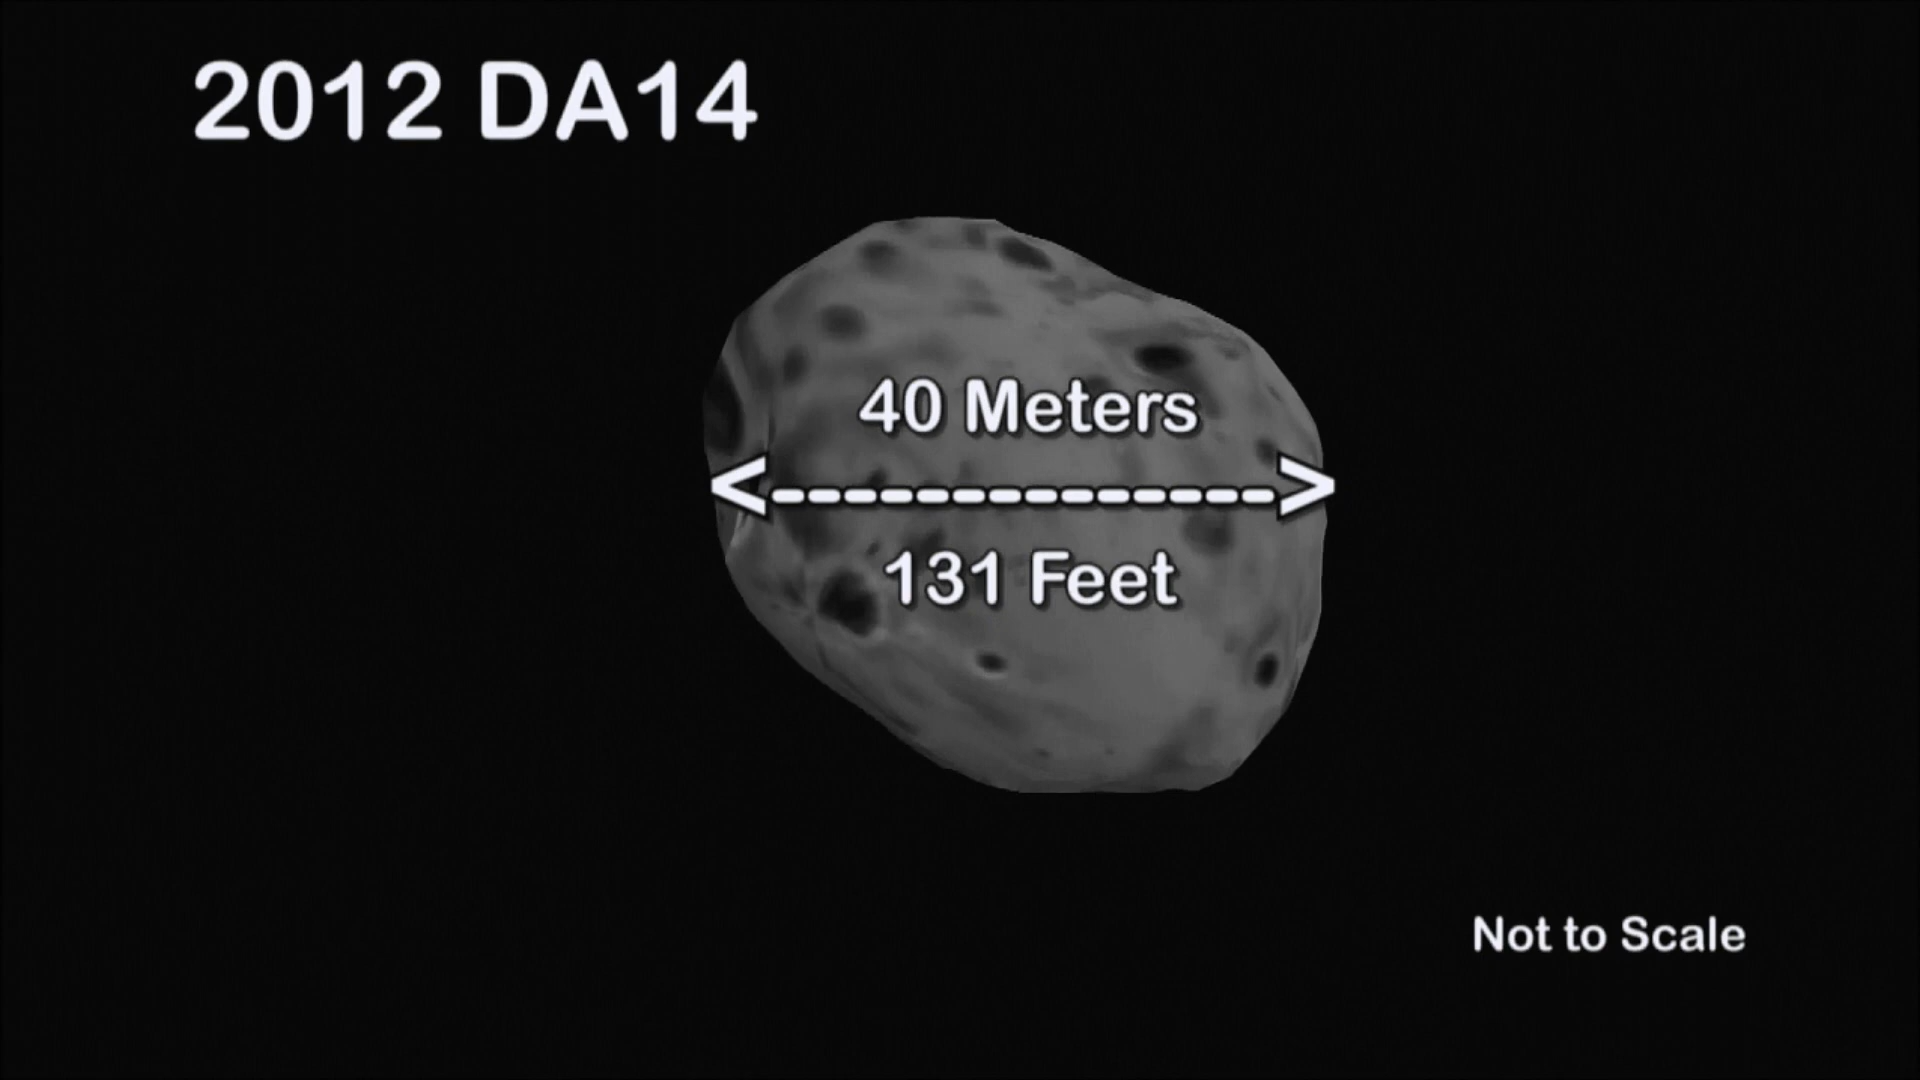 2012 DA14
40 Meters
<-------------->
131 Feet
Not to Scale